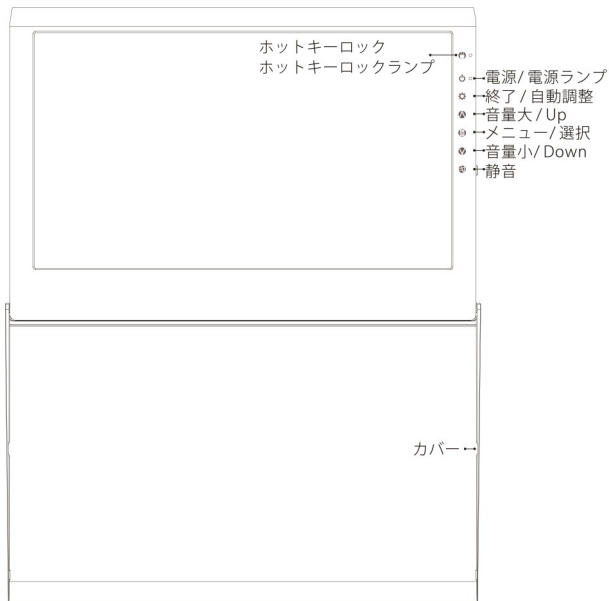 ホットキーロック
ホットキーロックランプ
電源/ 電源ランプ
終了 / 自動調整
音量大 / Up
メニュー/ 選択
音量小/ Down
静音
カバー